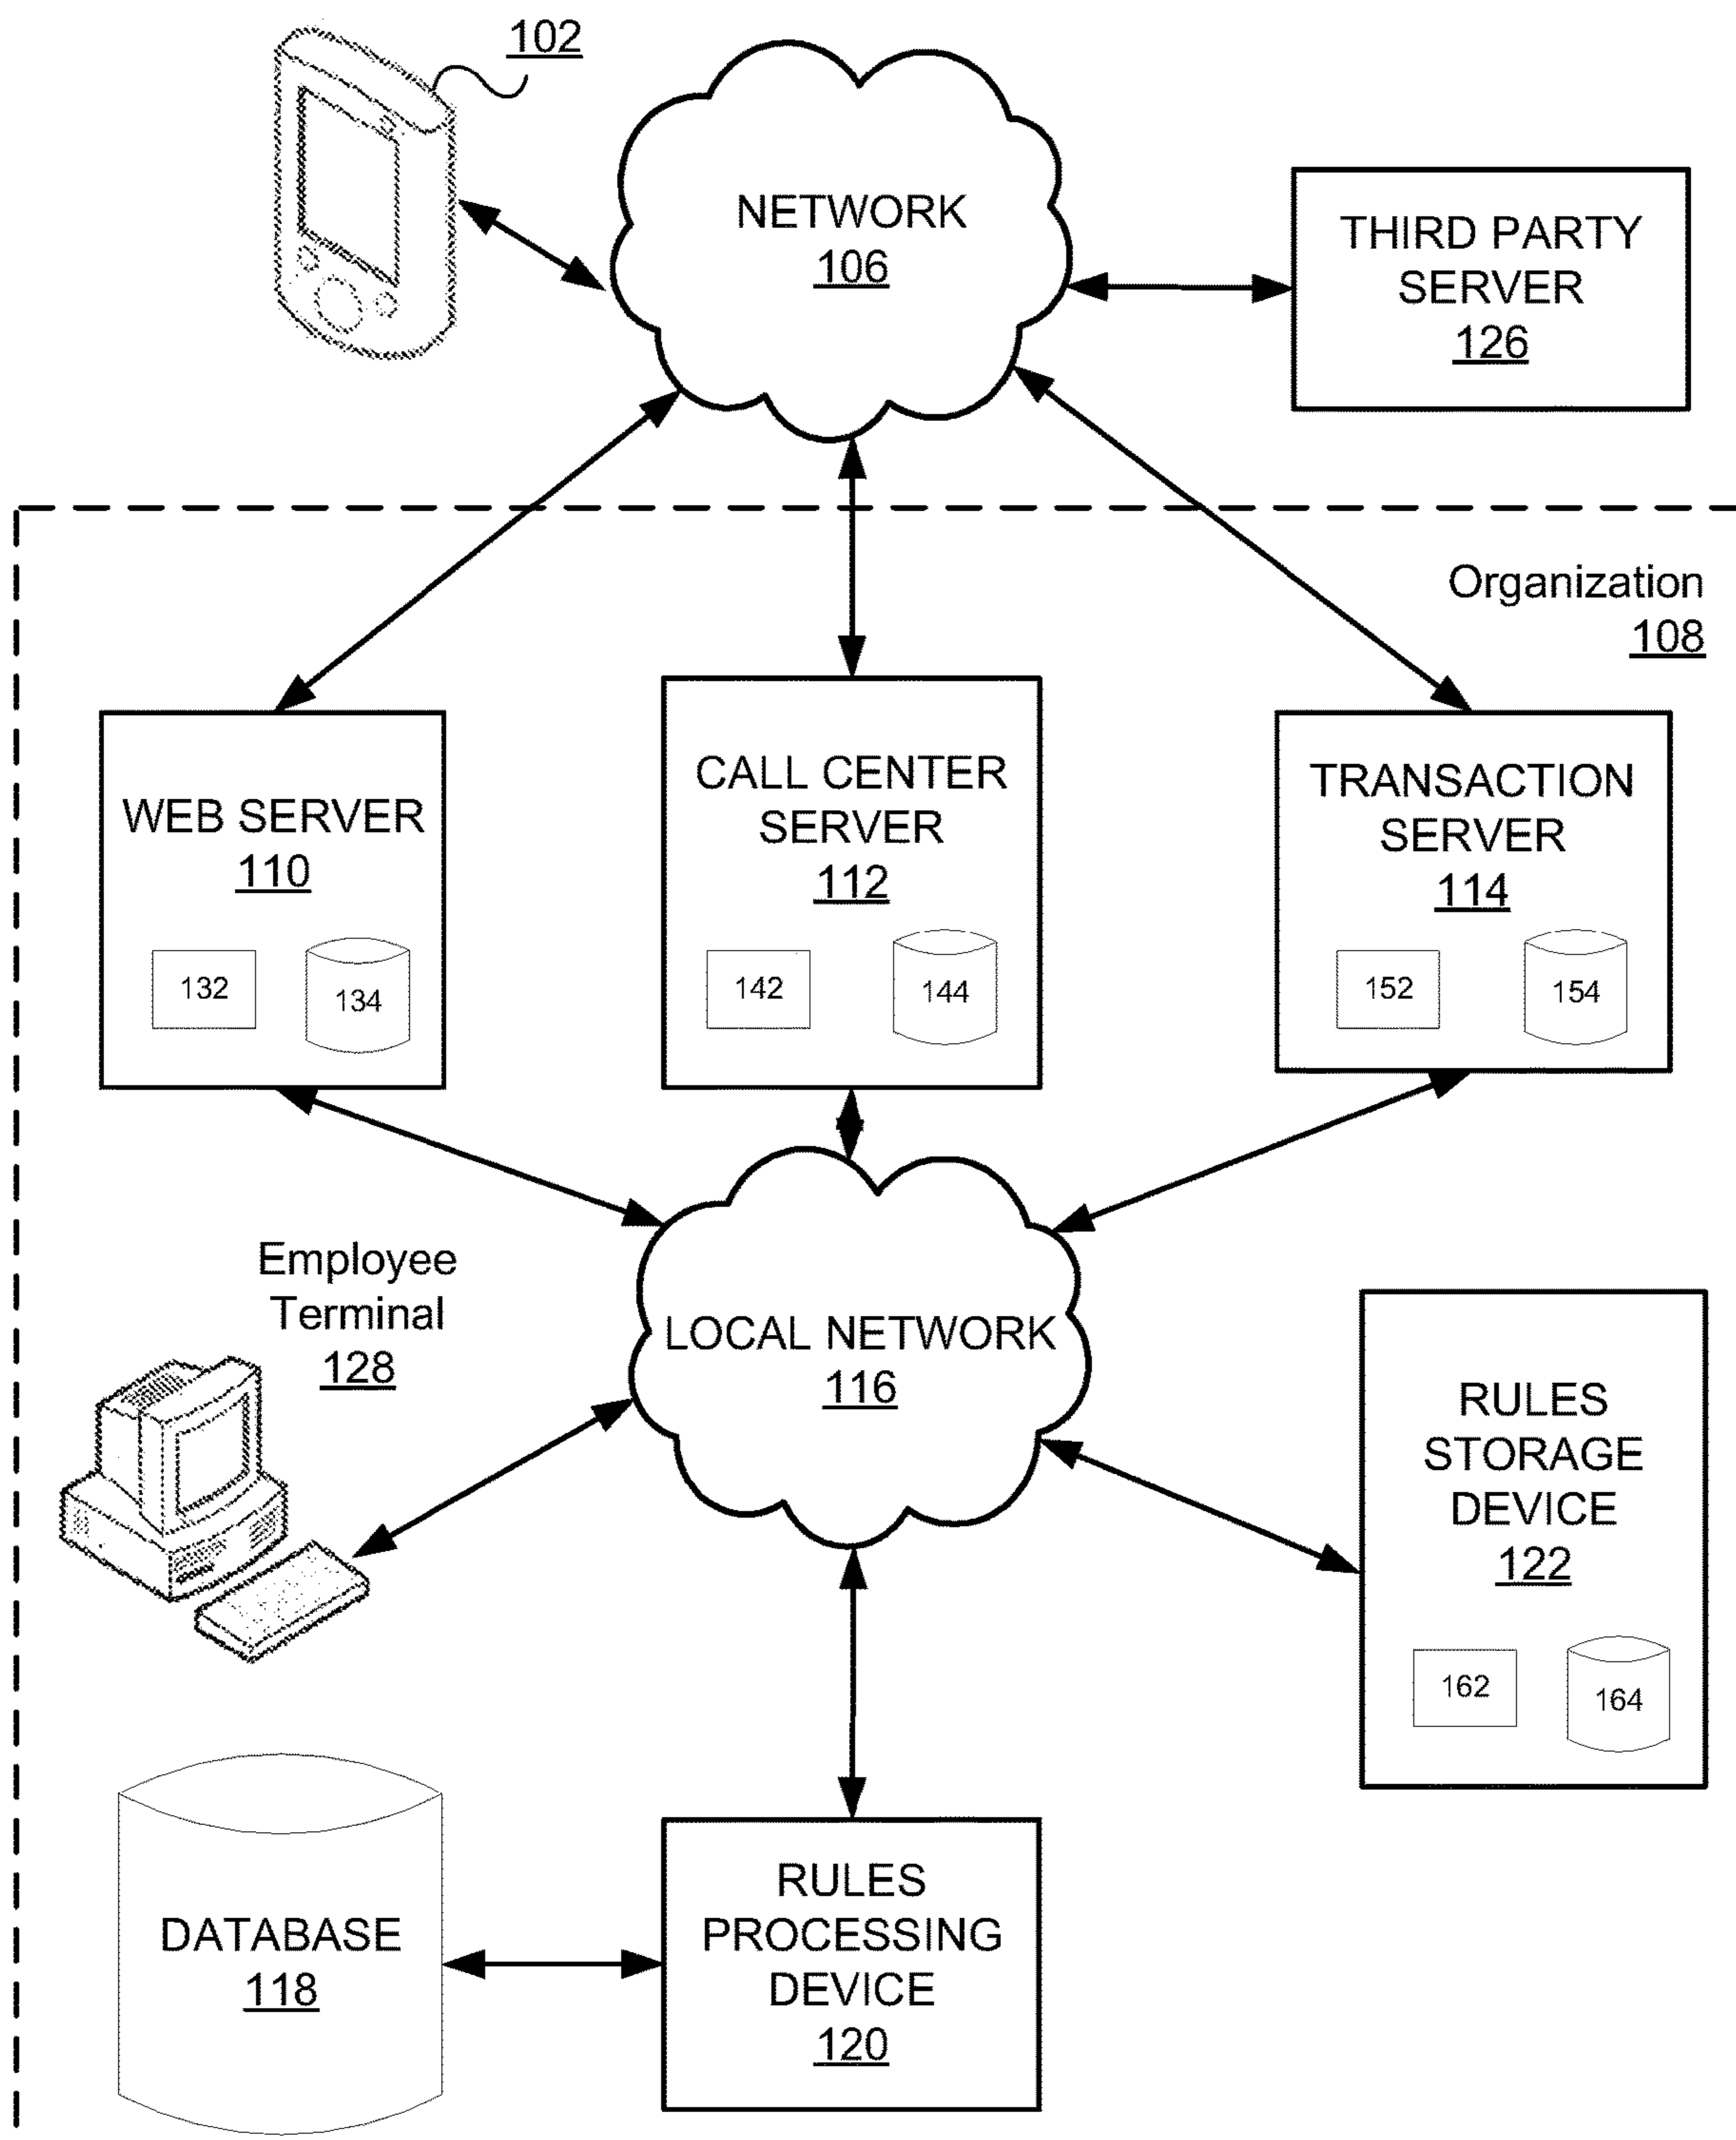 102
NETWORK
106
THIRD PARTY
SERVER
126
Organization
108
WEB SERVER
110
132
134
CALL CENTER
SERVER
112
142
144
TRANSACTION
SERVER
114
152
154
Employee
Terminal
128
LOCAL NETWORK
116
RULES
STORAGE
DEVICE
122
162
164
DATABASE
118
RULES
PROCESSING
DEVICE
120